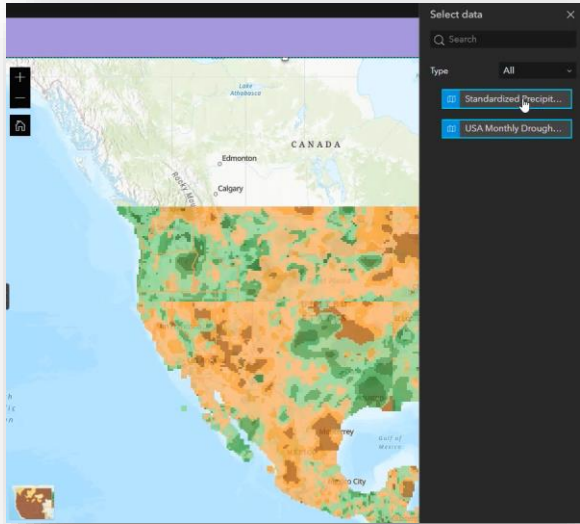 Select data
Search
Type
All
Standardized Precipit...
USA Monthly Drough...
Lake
Athabasca
CANADA
Edmonton
Rocky
Calgary
Gulf of
Mexico
City